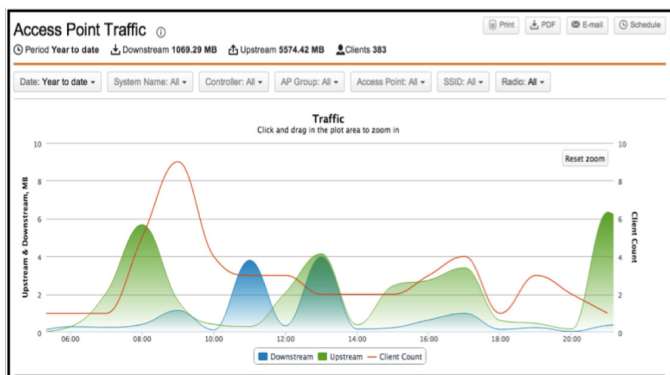 Access Point Traffic
Print PDF E-mail Schedule
Period Year to date Downstream 1069.29 MB Upstream 5574.42 MB Clients 383
Date: Year to date System Name: All Controller: All AP Group: All Access Point: All SSID: All Radio: All
Traffic
Click and drag in the plot area to zoom in
Reset zoom
Upstream & Downstream, MB
10
8
6
4
2
0
Client Count
10
8
6
4
2
0
06:00 08:00 10:00 12:00 14:00 16:00 18:00 20:00
Downstream Upstream Client Count